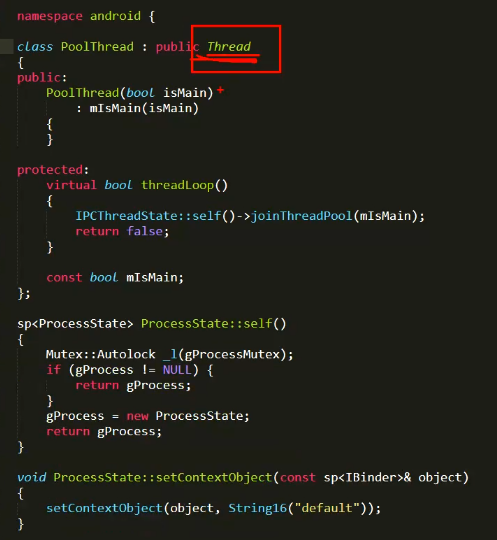 namespace android {
class PoolThread : public Thread
{
public:
    PoolThread(bool isMain)
        : mIsMain(isMain)
    {
    }
protected:
    virtual bool threadLoop()
    {
        IPCThreadState::self()->joinThreadPool(mIsMain);
        return false;
    }
    const bool mIsMain;
};
sp<ProcessState> ProcessState::self()
{
    Mutex::Autolock _l(gProcessMutex);
    if (gProcess != NULL) {
        return gProcess;
    }
    gProcess = new ProcessState;
    return gProcess;
}
void ProcessState::setContextObject(const sp<IBinder>& object)
{
    setContextObject(object, String16("default"));
}